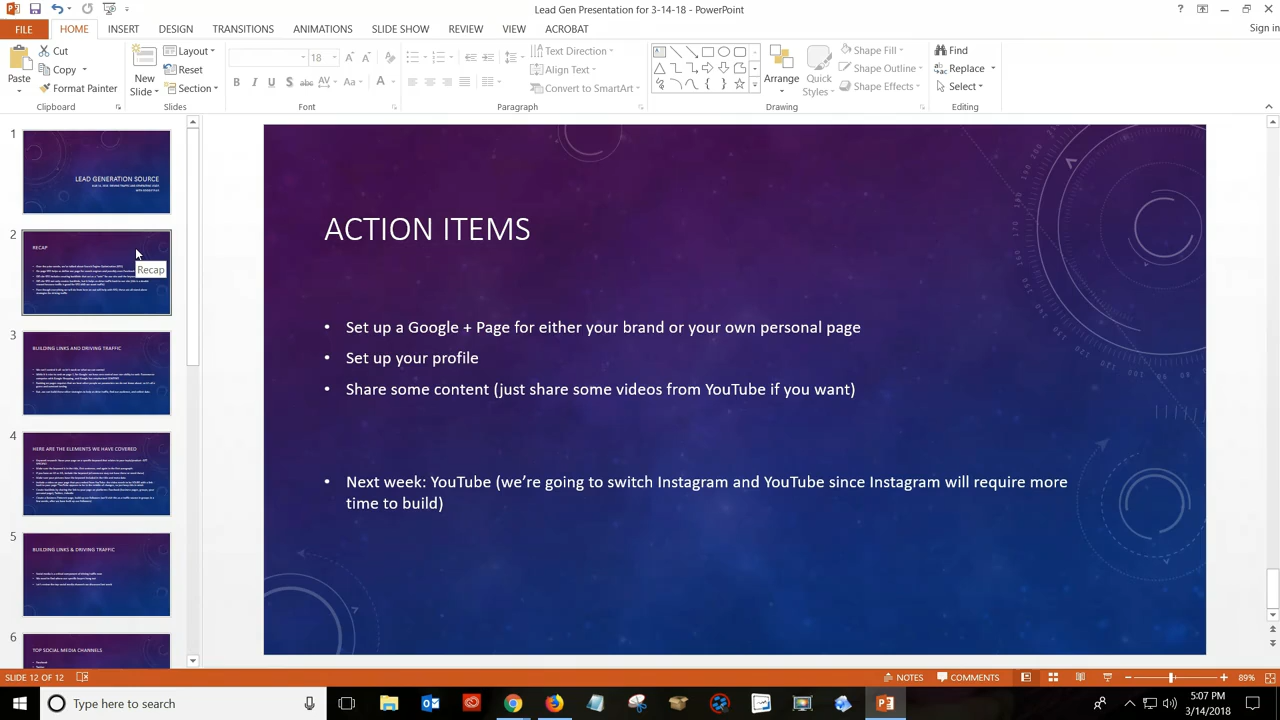 Lead Gen Presentation for 3-14-18 - PowerPoint
Sign in
FILE HOME INSERT DESIGN TRANSITIONS ANIMATIONS SLIDE SHOW REVIEW VIEW ACROBAT
Paste
Cut
Copy
Format Painter
Clipboard
New Slide
Layout
Reset
Section
Slides
18
Font
Text Direction
Align Text
Convert to SmartArt
Paragraph
Arrange
Quick Styles
Shape Fill
Shape Outline
Shape Effects
Drawing
Find
Replace
Select
Editing
1
LEAD GENERATION SOURCE
2
RECAP
Recap
3
BUILDING LINKS AND DRIVING TRAFFIC
4
HERE ARE THE ELEMENTS WE HAVE COVERED
5
BUILDING LINKS & DRIVING TRAFFIC
6
TOP SOCIAL MEDIA CHANNELS
ACTION ITEMS
• Set up a Google + Page for either your brand or your own personal page
• Set up your profile
Share some content (just share some videos from YouTube if you want)
Next week: YouTube (we're going to switch Instagram and YouTube since Instagram will require more
time to build)
SLIDE 12 OF 12
NOTES
COMMENTS
89%
Type here to search
5:07 PM
3/14/2018